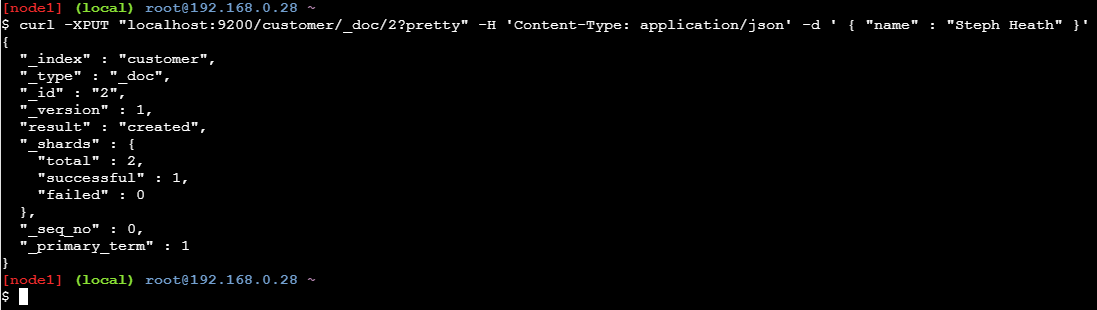 [node1] (local) root@192.168.0.28 ~
$ curl -XPUT "localhost:9200/customer/_doc/2?pretty" -H 'Content-Type: application/json' -d ' { "name" : "Steph Heath" }'
{
  "_index" : "customer",
  "_type" : "_doc",
  "_id" : "2",
  "_version" : 1,
  "result" : "created",
  "_shards" : {
    "total" : 2,
    "successful" : 1,
    "failed" : 0
  },
  "_seq_no" : 0,
  "_primary_term" : 1
}
[node1] (local) root@192.168.0.28 ~
$